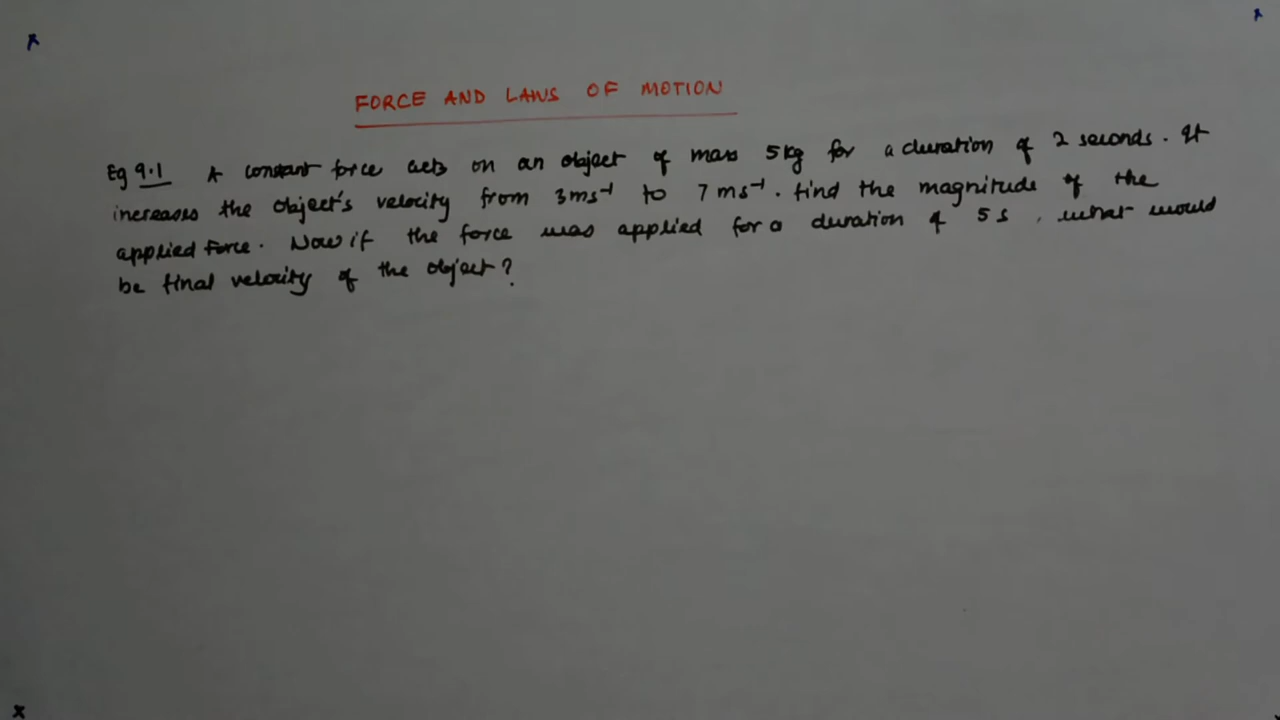 FORCE AND LAWS OF MOTION
Eg 9.1 A constant force acts on an object of mass 5kg for a duration of 2 seconds. It
increases the object's velocity from 3ms⁻¹ to 7ms⁻¹. find the magnitude of the
applied force. Now if the force was applied for a duration of 5s, what would
be final velocity of the object?